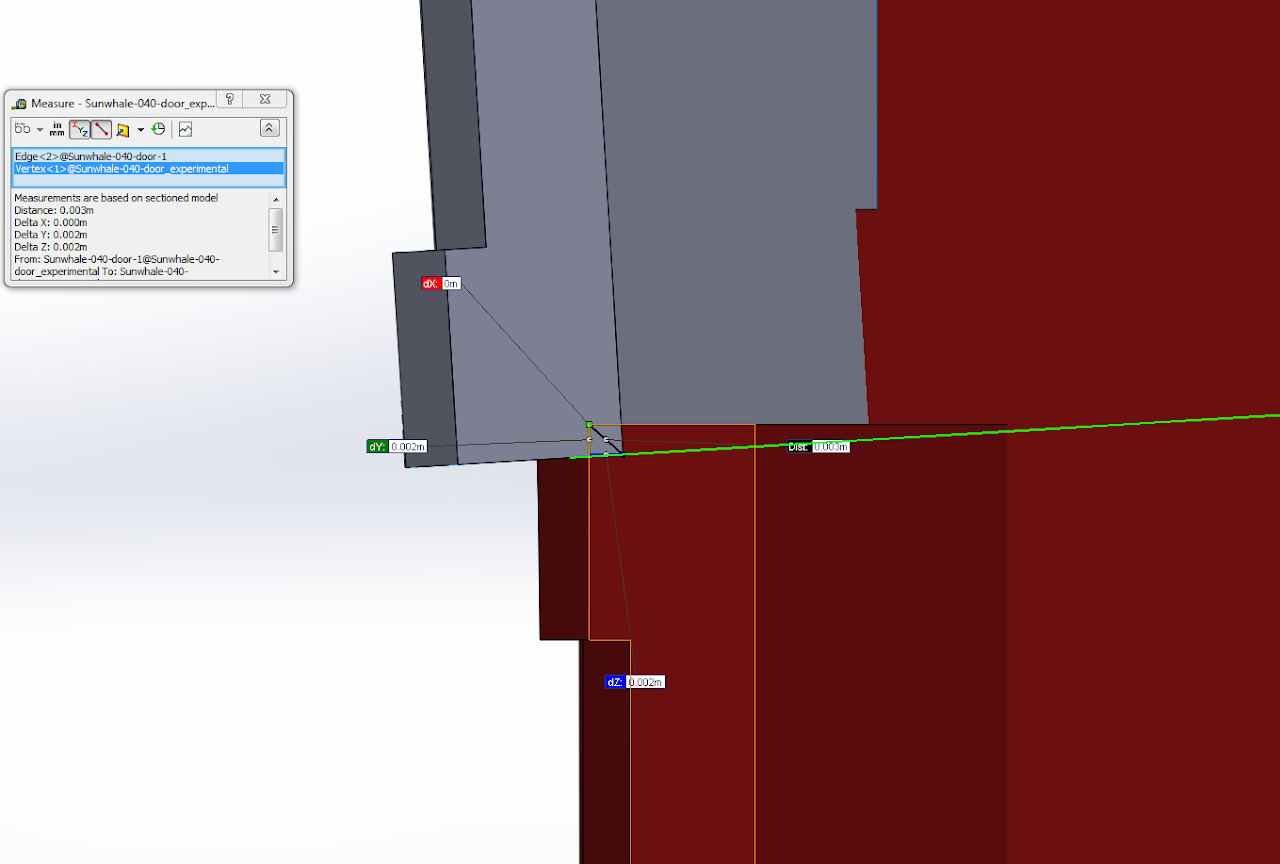 Measure - Sunwhale-040-door_exp...
in
mm
Edge<2>@Sunwhale-040-door-1
Vertex<1>@Sunwhale-040-door_experimental
Measurements are based on sectioned model
Distance: 0.003m
Delta X: 0.000m
Delta Y: 0.002m
Delta Z: 0.002m
From: Sunwhale-040-door-1@Sunwhale-040-
door_experimental To: Sunwhale-040-
dX: 0m
dY: 0.002m
Dist: 0.003m
dZ: 0.002m